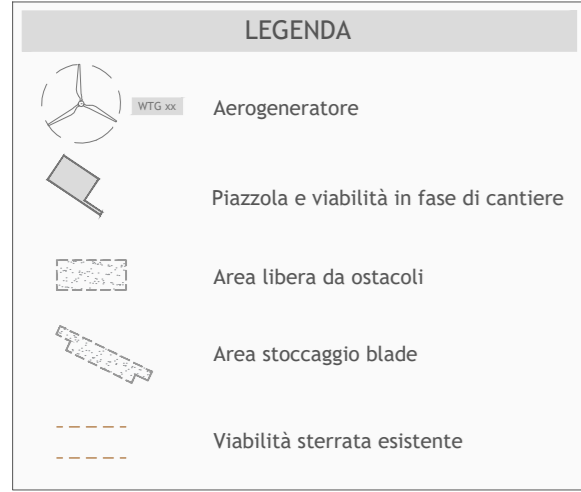 LEGENDA
WTG xx
Aerogeneratore
Piazzola e viabilità in fase di cantiere
Area libera da ostacoli
Area stoccaggio blade
Viabilità sterrata esistente